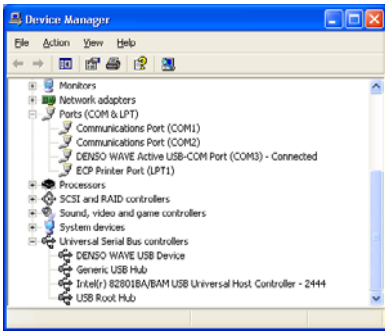 Device Manager
File Action View Help
Monitors
Network adapters
Ports (COM & LPT)
Communications Port (COM1)
Communications Port (COM2)
DENSO WAVE Active USB-COM Port (COM3) - Connected
ECP Printer Port (LPT1)
Processors
SCSI and RAID controllers
Sound, video and game controllers
System devices
Universal Serial Bus controllers
DENSO WAVE USB Device
Generic USB Hub
Intel(r) 82801BA/BAM USB Universal Host Controller - 2444
USB Root Hub